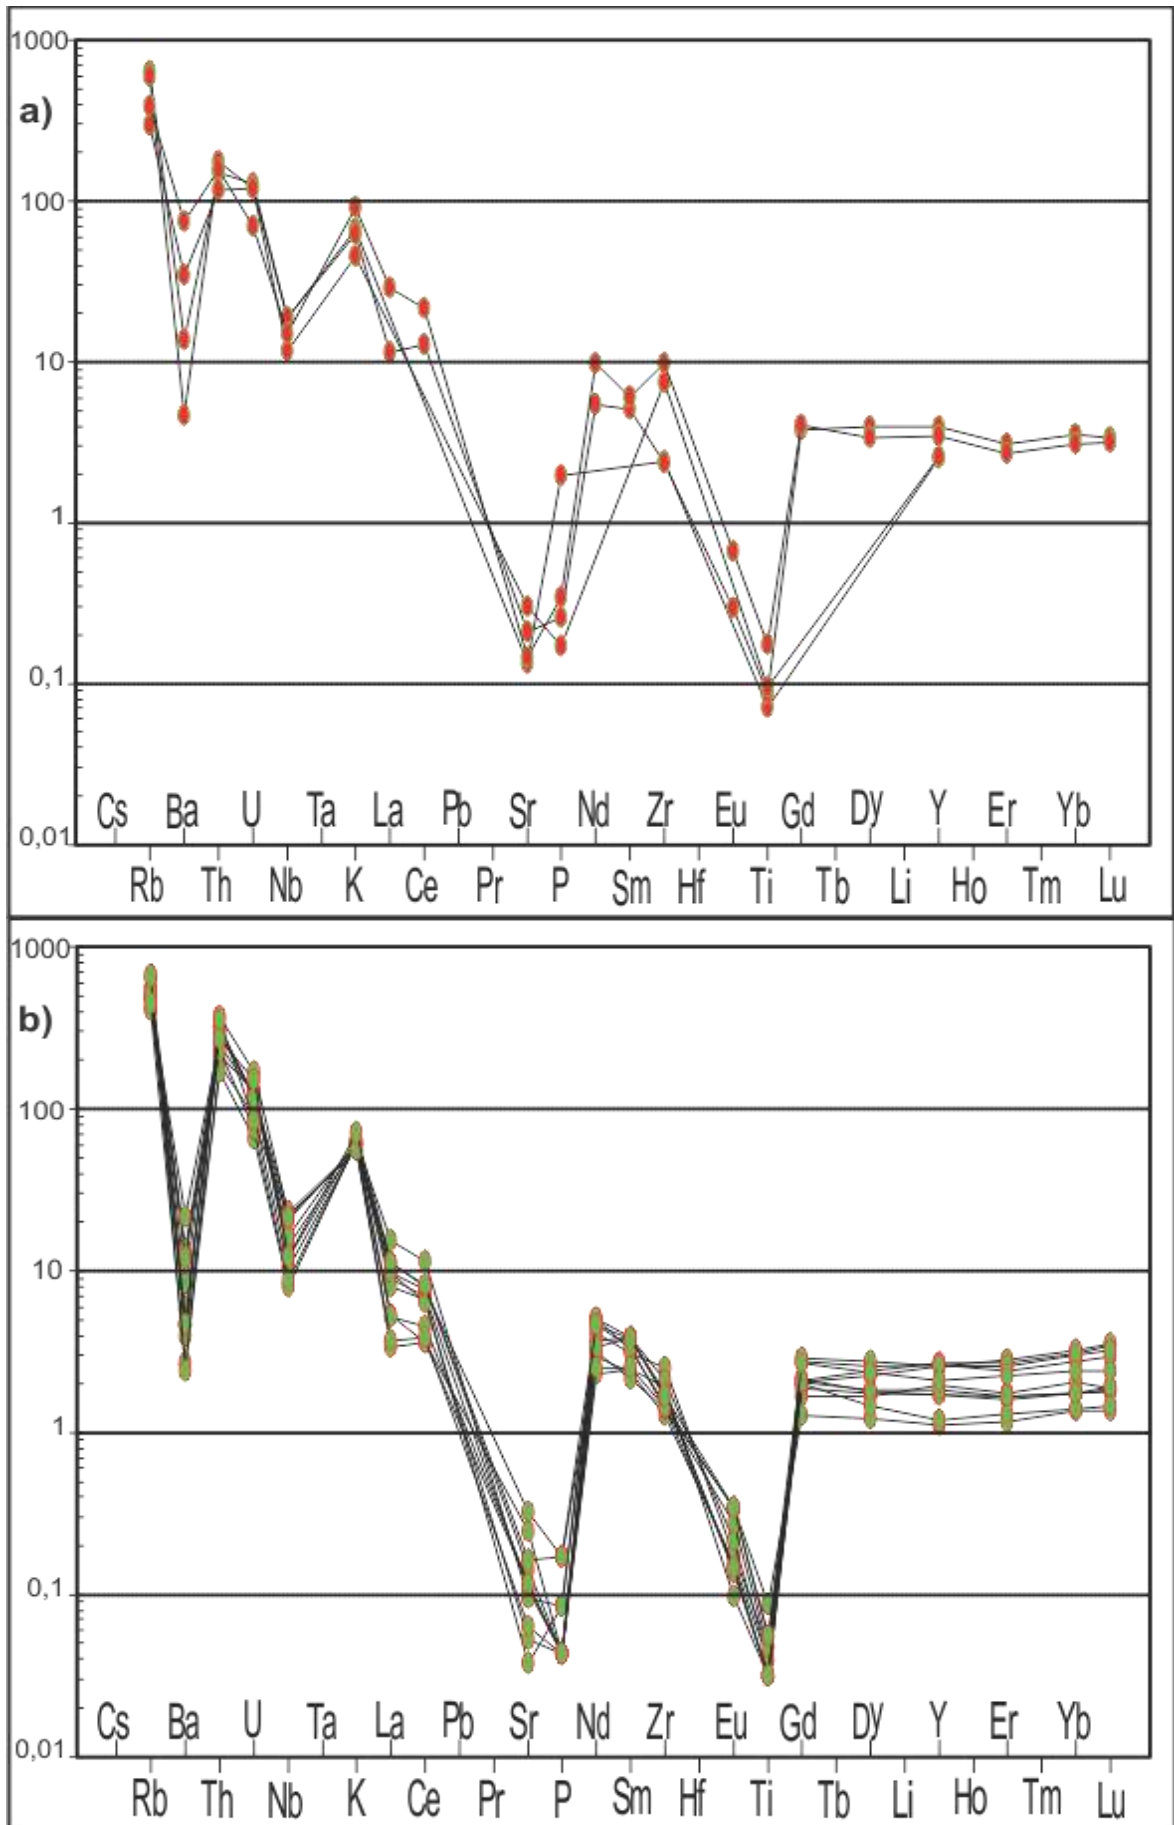 1000
a)
100
10
1
0,1
Cs Ba U Ta La Pb Sr Nd Zr Eu Gd Dy Y Er Yb
0,01
Rb Th Nb K Ce Pr P Sm Hf Ti Tb Li Ho Tm Lu
1000
b)
100
10
1
0,1
Cs Ba U Ta La Pb Sr Nd Zr Eu Gd Dy Y Er Yb
0,01
Rb Th Nb K Ce Pr P Sm Hf Ti Tb Li Ho Tm Lu